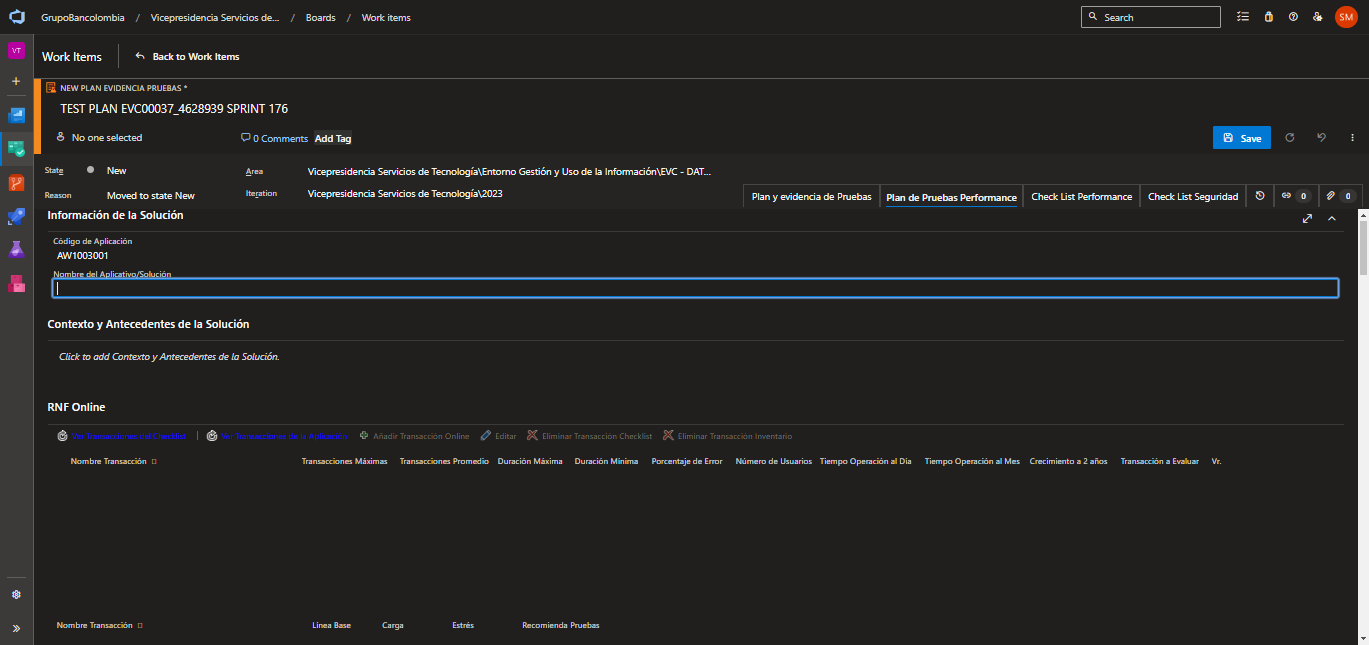 GrupoBancolombia / Vicepresidencia Servicios de... / Boards / Work items
Search
SM
VT
Work Items
Back to Work Items
NEW PLAN EVIDENCIA PRUEBAS *
TEST PLAN EVC00037_4628939 SPRINT 176
No one selected
0 Comments
Add Tag
Save
State
New
Area
Vicepresidencia Servicios de Tecnología\Entorno Gestión y Uso de la Información\EVC - DAT...
Reason
Moved to state New
Iteration
Vicepresidencia Servicios de Tecnología\2023
Plan y evidencia de Pruebas
Plan de Pruebas Performance
Check List Performance
Check List Seguridad
0
0
Información de la Solución
Código de Aplicación
AW1003001
Nombre del Aplicativo/Solución
Contexto y Antecedentes de la Solución
Click to add Contexto y Antecedentes de la Solución.
RNF Online
Ver Transacciones del Checklist | Ver Transacciones de la Aplicación
Añadir Transacción Online
Editar
Eliminar Transacción Checklist
Eliminar Transacción Inventario
Nombre Transacción
Transacciones Máximas
Transacciones Promedio
Duración Máxima
Duración Mínima
Porcentaje de Error
Número de Usuarios
Tiempo Operación al Día
Tiempo Operación al Mes
Crecimiento a 2 años
Transacción a Evaluar
Vr.
Nombre Transacción
Línea Base
Carga
Estrés
Recomienda Pruebas